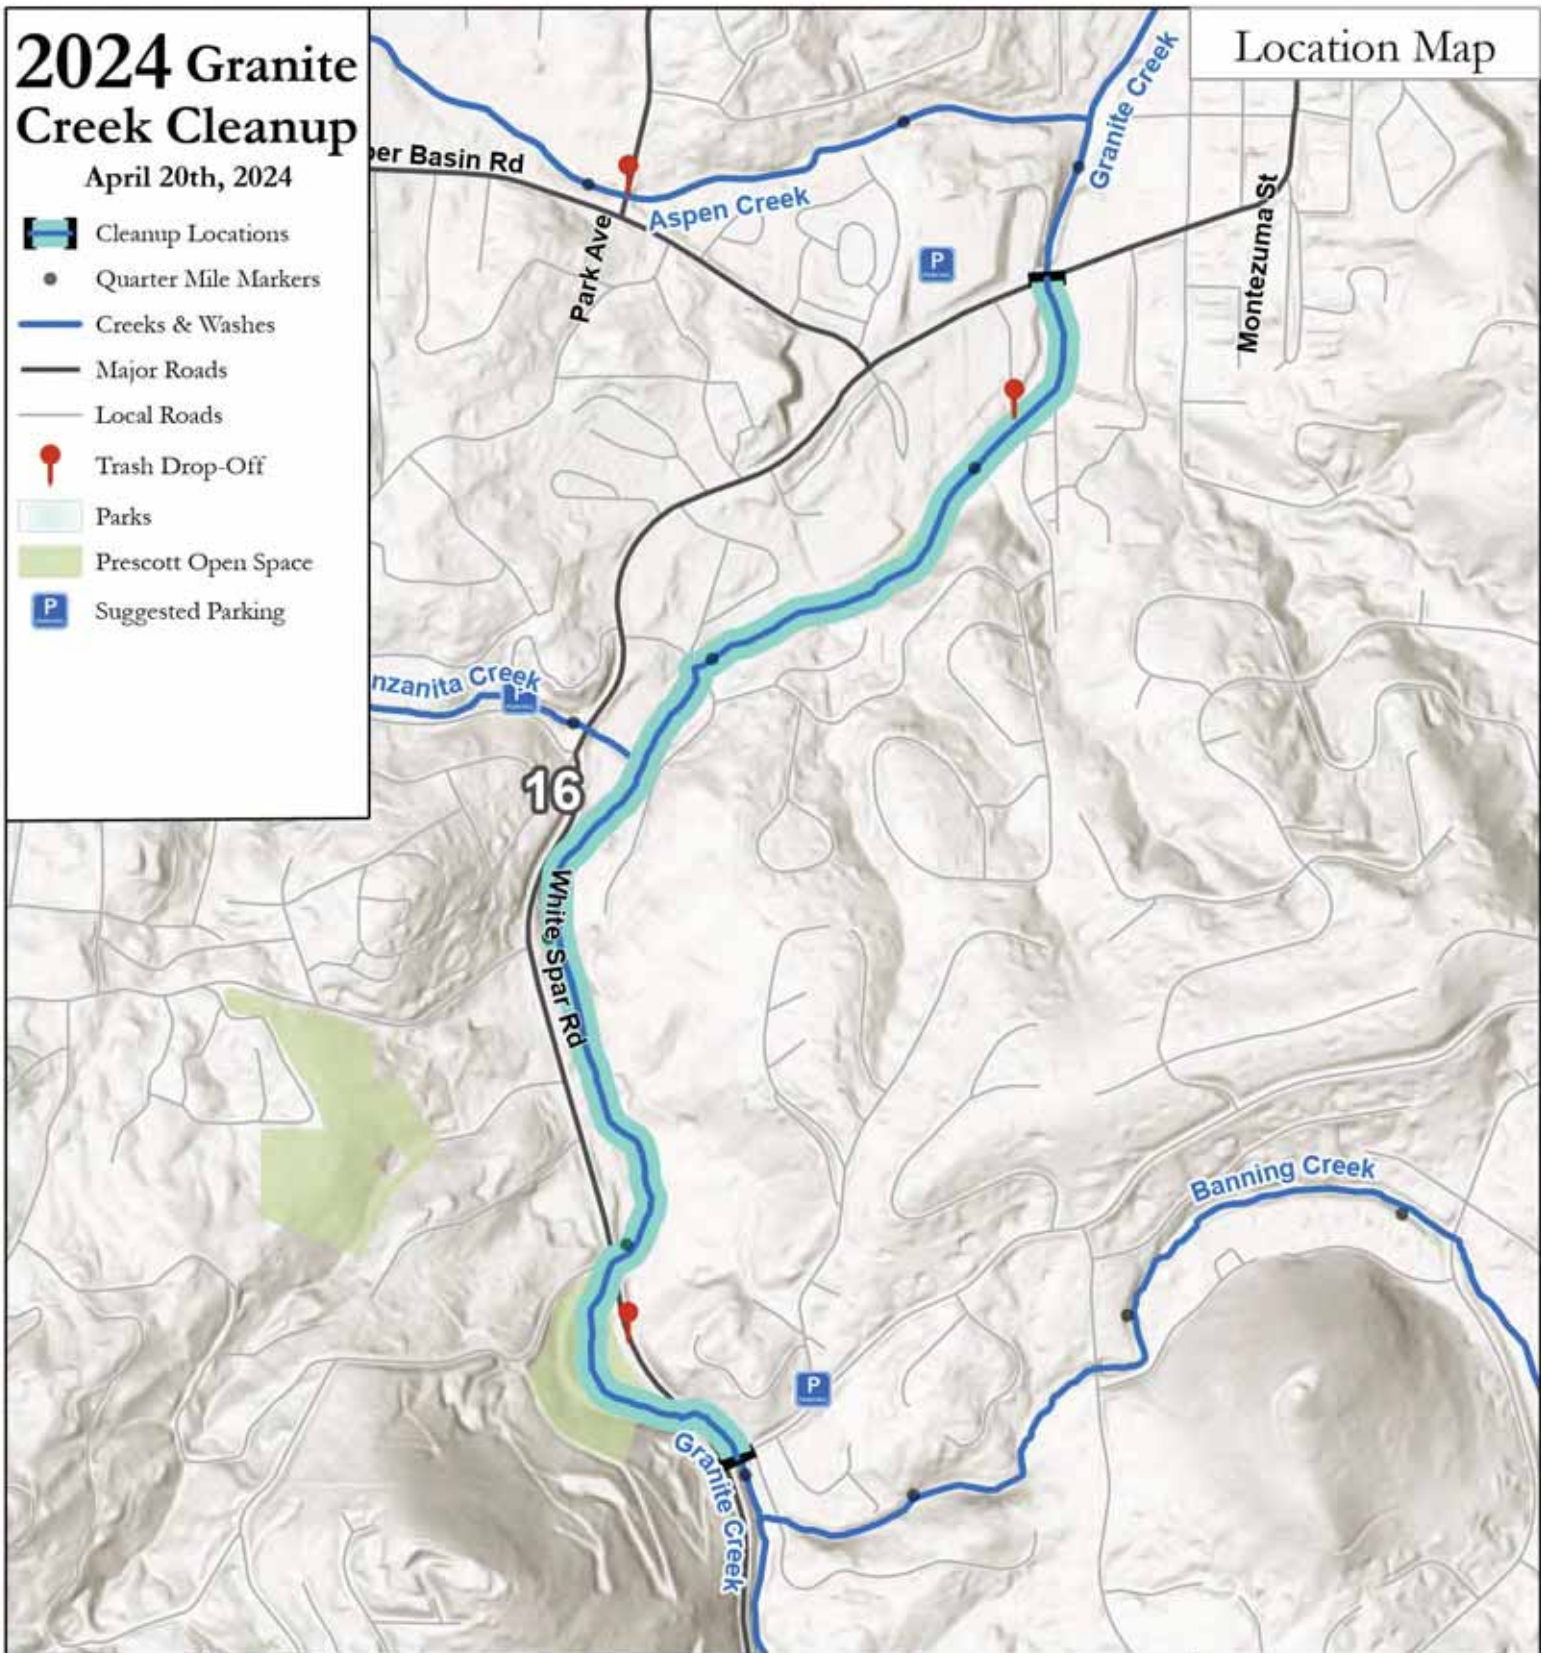 2024 Granite
Creek Cleanup
April 20th, 2024
Cleanup Locations
Quarter Mile Markers
Creeks & Washes
Major Roads
Local Roads
Trash Drop-Off
Parks
Prescott Open Space
P
Suggested Parking
Location Map
Granite Creek
per Basin Rd
Aspen Creek
Park Ave
P
Montezuma St
nzanita Creek
16
White Spar Rd
Banning Creek
P
Granite Creek